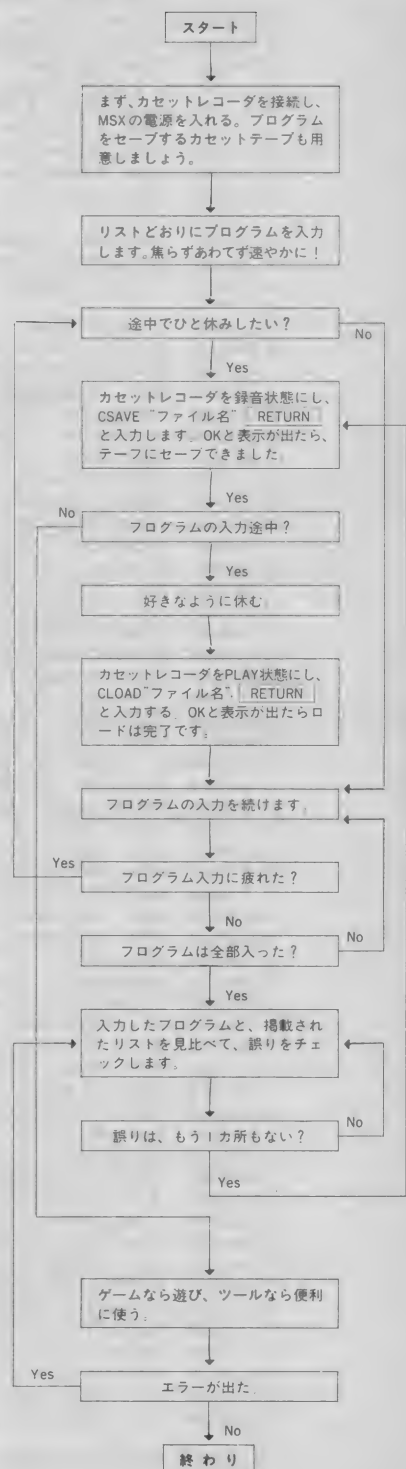 スタート
まず、カセットレコーダを接続し、
MSXの電源を入れる。プログラム
をセーブするカセットテープも用
意しましょう。
リストどおりにプログラムを入力
します。焦らずあわてず速やかに！
途中でひと休みしたい？
No
Yes
カセットレコーダを録音状態にし、
CSAVE "ファイル名" RETURN
と入力します。OKと表示が出たら、
テーフにセーブできました
Yes
No
フログラムの入力途中？
Yes
好きなように休む
カセットレコーダをPLAY状態にし、
CLOAD"ファイル名". RETURN
と入力する。OKと表示が出たらロ
ードは完了です。
フログラムの入力を続けます
Yes
フログラム入力に疲れた？
No
フログラムは全部入った？
No
Yes
入力したプログラムと、掲載され
たリストを見比べて、誤りをチェ
ックします。
誤りは、もう1カ所もない？
No
Yes
ゲームなら遊び、ツールなら便利
に使う。
Yes
エラーが出た
No
終わり